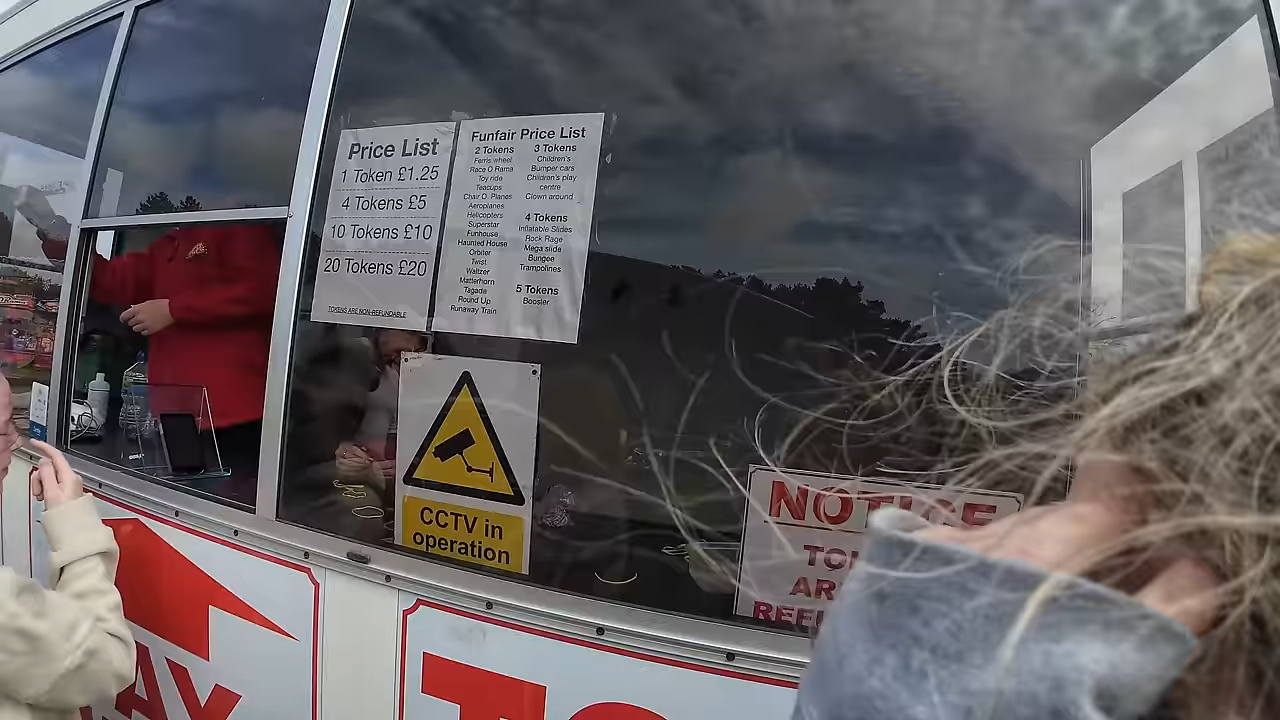 Price List
1 Token £1.25
4 Tokens £5
10 Tokens £10
20 Tokens £20
TOKENS ARE NON-REFUNDABLE
Funfair Price List
2 Tokens
Ferris wheel
Race O Rama
Toy ride
Teacups
Chair O. Planes
Aeroplanes
Helicopters
Superstar
Funhouse
Haunted House
Orbiter
Twist
Waltzer
Matterhorn
Tagada
Round Up
Runaway Train
3 Tokens
Children's
Bumper cars
Children's play
centre
Clown around
4 Tokens
Inflatable Slides
Rock Rage
Mega slide
Bungee
Trampolines
5 Tokens
Booster
CCTV in
operation
NOTICE